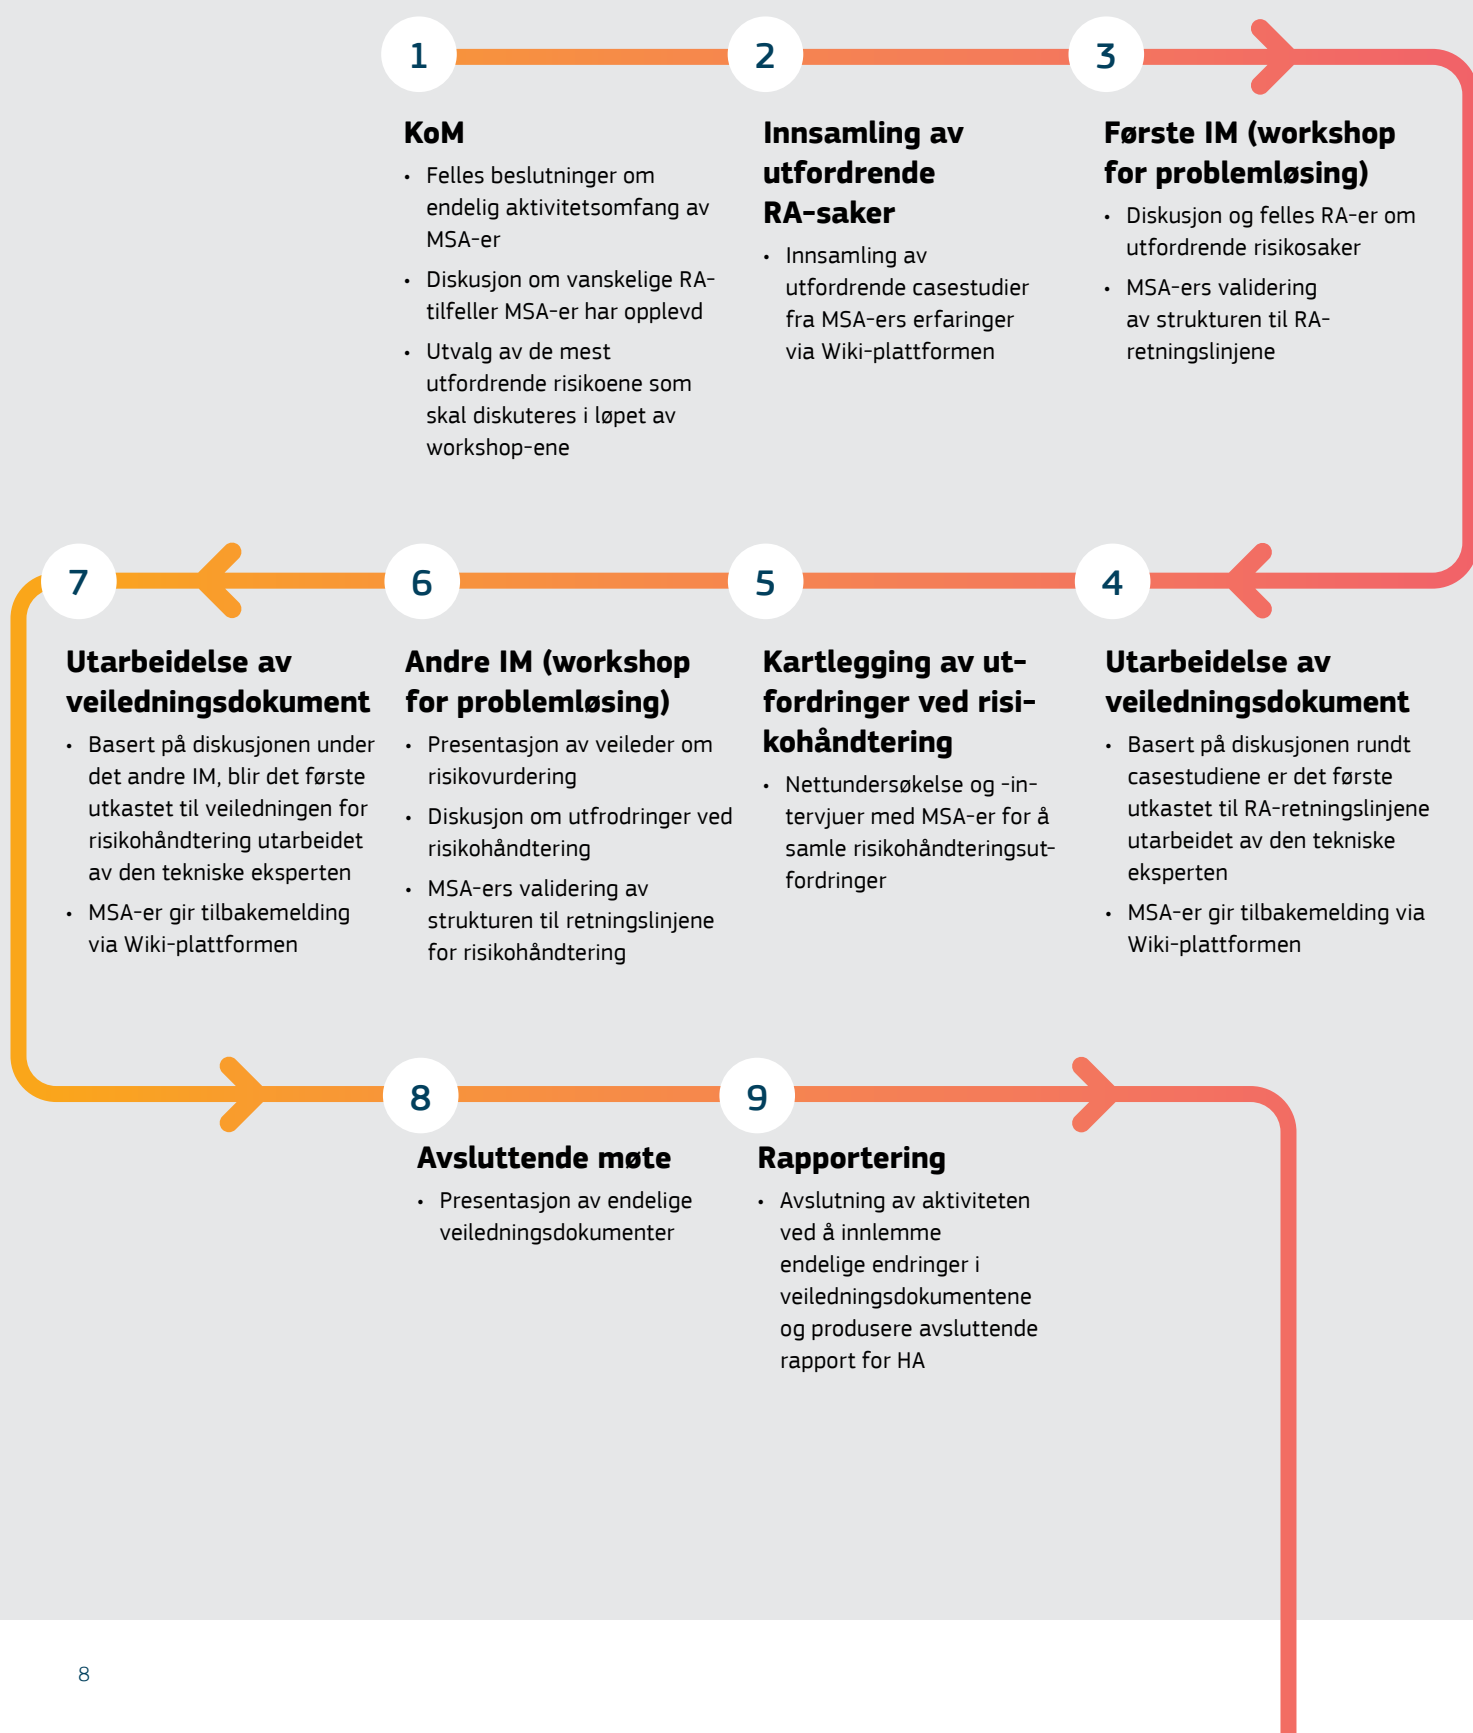 1
KoM
• Felles beslutninger om
endelig aktivitetsomfang av
MSA-er
• Diskusjon om vanskelige RA-
tilfeller MSA-er har opplevd
• Utvalg av de mest
utfordrende risikoene som
skal diskuteres i løpet av
workshop-ene
2
Innsamling av
utfordrende
RA-saker
• Innsamling av
utfordrende casestudier
fra MSA-ers erfaringer
via Wiki-plattformen
3
Første IM (workshop
for problemløsing)
• Diskusjon og felles RA-er om
utfordrende risikosaker
• MSA-ers validering
av strukturen til RA-
retningslinjene
4
Utarbeidelse av
veiledningsdokument
• Basert på diskusjonen rundt
casestudiene er det første
utkastet til RA-retningslinjene
utarbeidet av den tekniske
eksperten
• MSA-er gir tilbakemelding via
Wiki-plattformen
5
Kartlegging av ut-
fordringer ved risi-
kohåndtering
• Nettundersøkelse og -in-
tervjuer med MSA-er for å
samle risikohåndteringsut-
fordringer
6
Andre IM (workshop
for problemløsing)
• Presentasjon av veileder om
risikovurdering
• Diskusjon om utfrodringer ved
risikohåndtering
• MSA-ers validering av
strukturen til retningslinjene
for risikohåndtering
7
Utarbeidelse av
veiledningsdokument
• Basert på diskusjonen under
det andre IM, blir det første
utkastet til veiledningen for
risikohåndtering utarbeidet
av den tekniske eksperten
• MSA-er gir tilbakemelding
via Wiki-plattformen
8
Avsluttende møte
• Presentasjon av endelige
veiledningsdokumenter
9
Rapportering
• Avslutning av aktiviteten
ved å innlemme
endelige endringer i
veiledningsdokumentene
og produsere avsluttende
rapport for HA
8